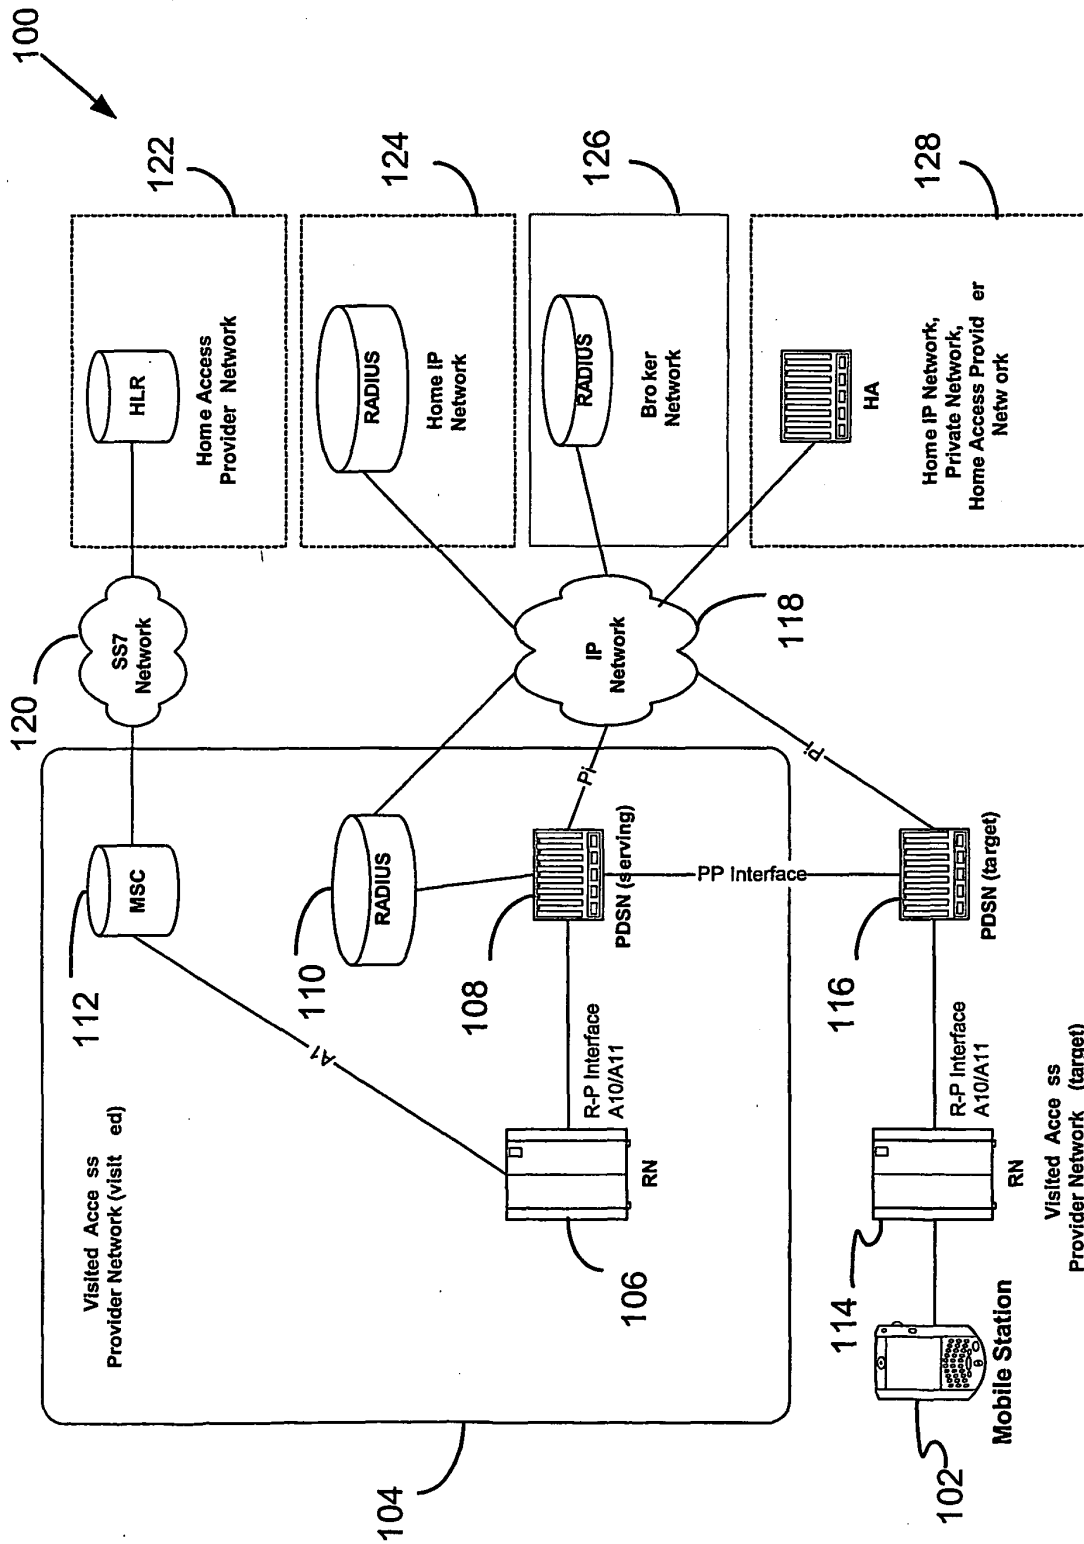 100
122
124
126
128
HLR
Home Access
Provider Network
RADIUS
Home IP
Network
RADIUS
Bro ker
Network
HA
Home IP Network,
Private Network,
Home Access Provid er
Netw ork
120
SS7
Network
IP
Network
118
Visited Acce ss
Provider Network (visit ed)
112
MSC
110
RADIUS
108
PDSN (serving)
Pi
Pi
A1
PP Interface
116
PDSN (target)
R-P Interface
A10/A11
R-P Interface
A10/A11
106
RN
114
RN
104
102
Mobile Station
Visited Acce ss
Provider Network (target)